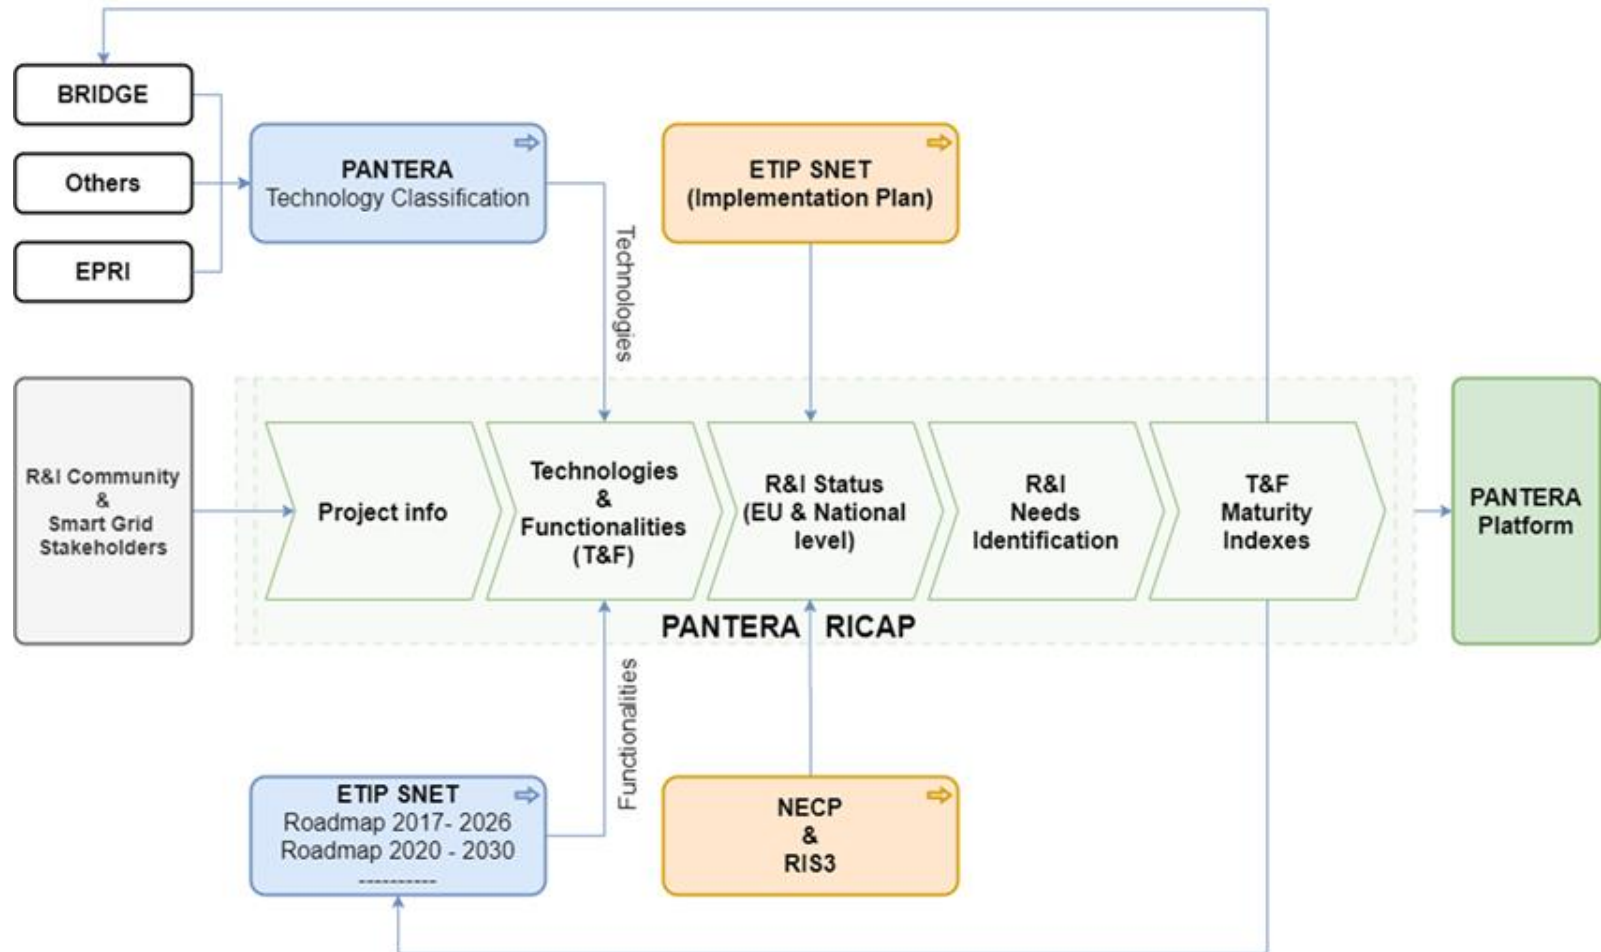 BRIDGE
Others
EPRI
PANTERA
Technology Classification
ETIP SNET
(Implementation Plan)
Technologies
R&I Community
&
Smart Grid
Stakeholders
Project info
Technologies
&
Functionalities
(T&F)
R&I Status
(EU & National
level)
R&I
Needs
Identification
T&F
Maturity
Indexes
PANTERA
Platform
PANTERA RICAP
Functionalities
ETIP SNET
Roadmap 2017- 2026
Roadmap 2020 - 2030
----------
NECP
&
RIS3